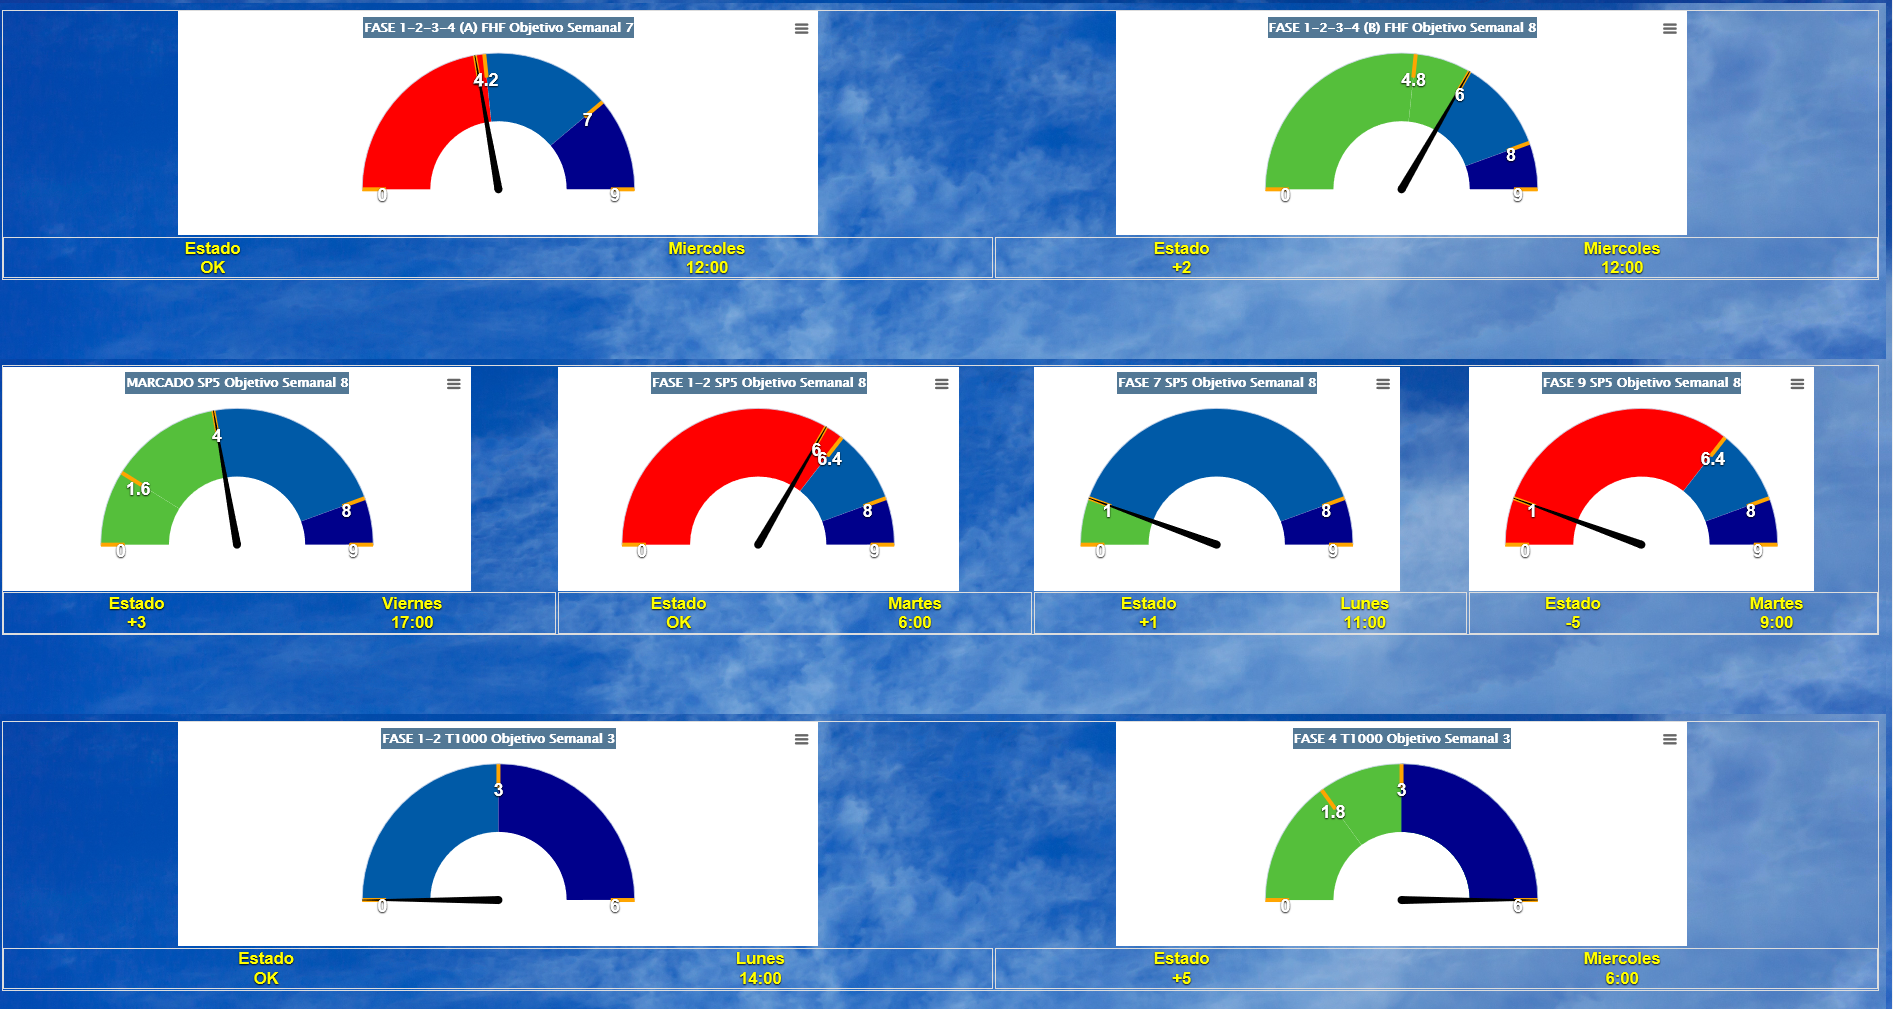 FASE 1-2-3-4 (A) FHF Objetivo Semanal 7
4.2
7
0
9
Estado
OK
Miercoles
12:00
FASE 1-2-3-4 (B) FHF Objetivo Semanal 8
4.8
6
8
0
9
Estado
+2
Miercoles
12:00
MARCADO SP5 Objetivo Semanal 8
4
1.6
8
0
9
Estado
+3
Viernes
17:00
FASE 1-2 SP5 Objetivo Semanal 8
6
6.4
8
0
9
Estado
OK
Martes
6:00
FASE 7 SP5 Objetivo Semanal 8
1
8
0
9
Estado
+1
Lunes
11:00
FASE 9 SP5 Objetivo Semanal 8
6.4
1
8
0
9
Estado
-5
Martes
9:00
FASE 1-2 T1000 Objetivo Semanal 3
3
0
6
Estado
OK
Lunes
14:00
FASE 4 T1000 Objetivo Semanal 3
3
1.8
0
6
Estado
+5
Miercoles
6:00